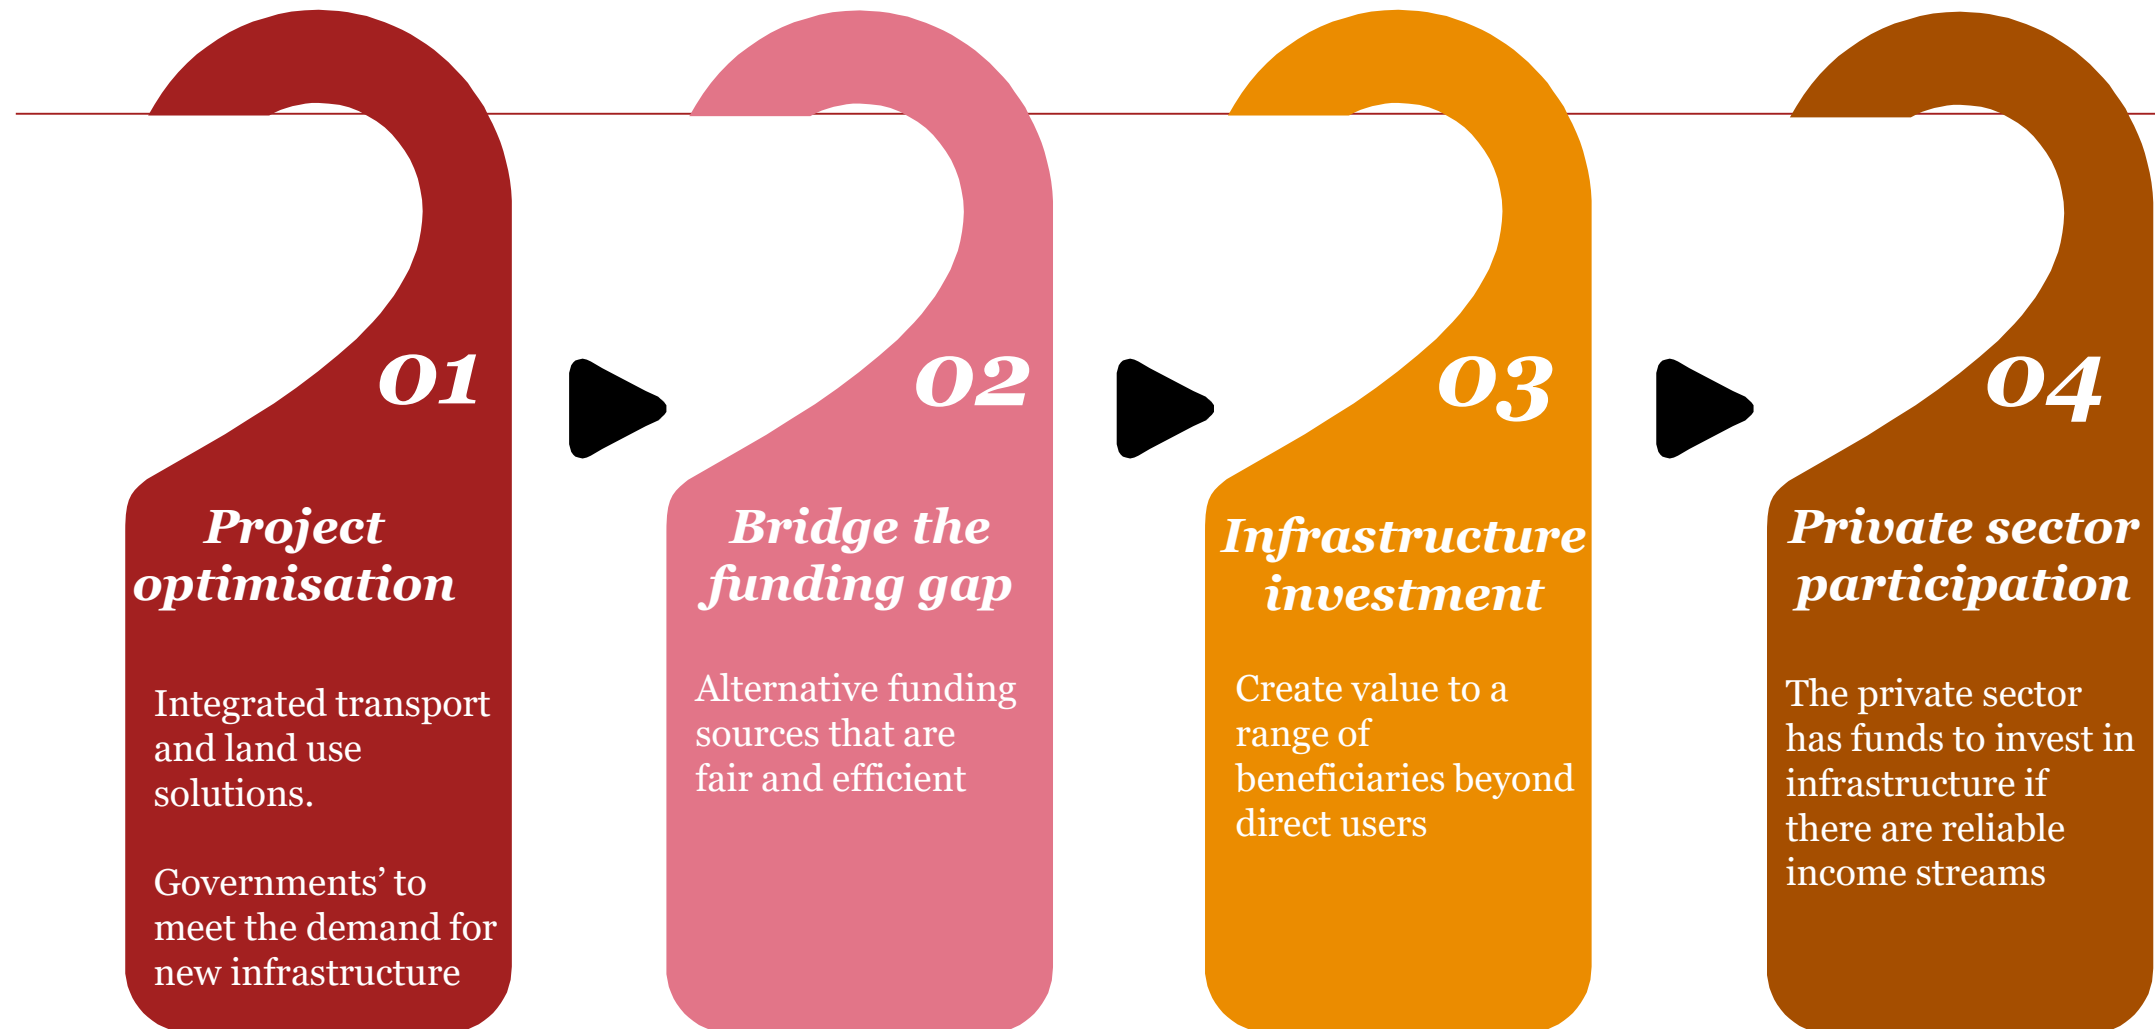 01
Project
optimisation
Integrated transport
and land use
solutions.
Governments’ to
meet the demand for
new infrastructure
02
Bridge the
funding gap
Alternative funding
sources that are
fair and efficient
03
Infrastructure
investment
Create value to a
range of
beneficiaries beyond
direct users
04
Private sector
participation
The private sector
has funds to invest in
infrastructure if
there are reliable
income streams